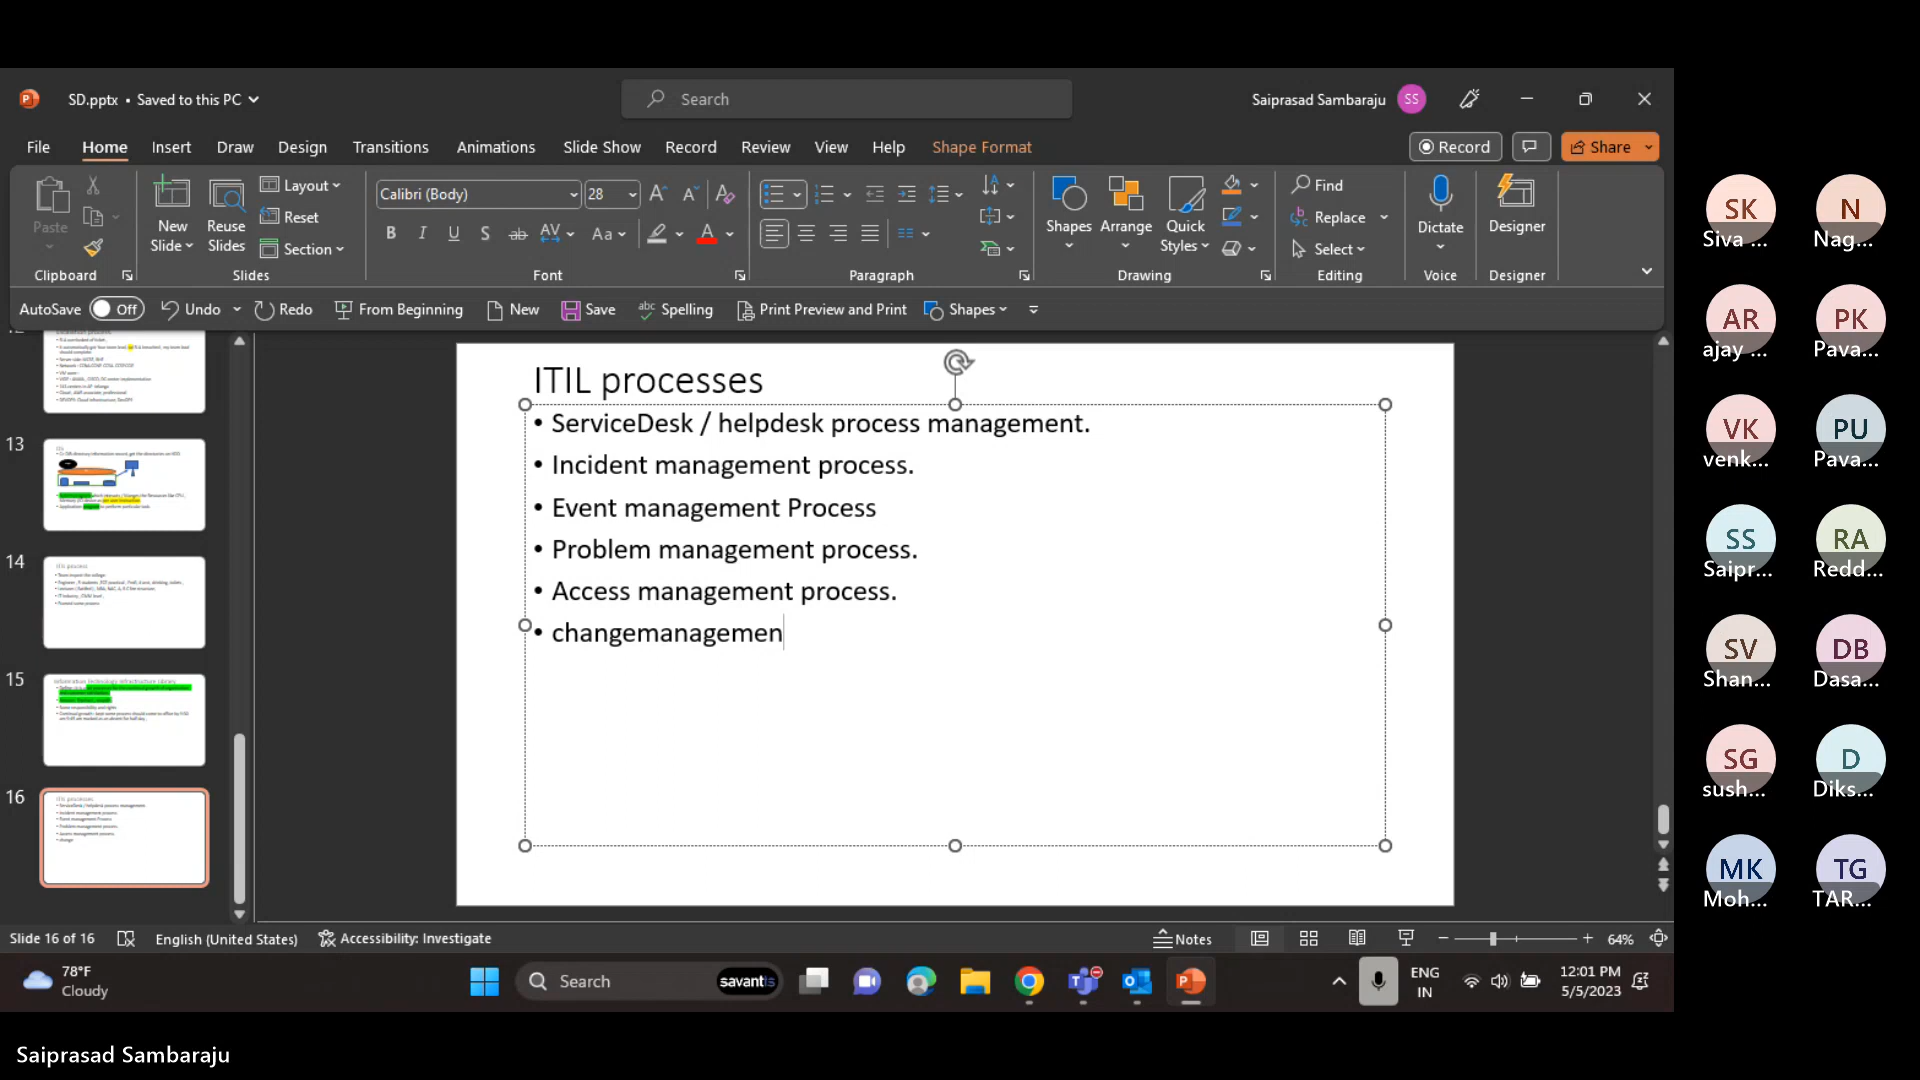 SD.pptx • Saved to this PC
Search
Saiprasad Sambaraju
SS
File
Home
Insert
Draw
Design
Transitions
Animations
Slide Show
Record
Review
View
Help
Shape Format
Record
Share
Paste
Clipboard
New Slide
Reuse Slides
Layout
Reset
Section
Slides
Calibri (Body)
28
Font
Paragraph
Shapes
Arrange
Quick Styles
Drawing
Find
Replace
Select
Editing
Dictate
Voice
Designer
Designer
AutoSave
Off
Undo
Redo
From Beginning
New
Save
Spelling
Print Preview and Print
Shapes
13
14
15
16
ITIL processes
• ServiceDesk / helpdesk process management.
• Incident management process.
• Event management Process
• Problem management process.
• Access management process.
• changemanagemen
Slide 16 of 16
English (United States)
Accessibility: Investigate
Notes
64%
78°F
Cloudy
Search
savantis
ENG
IN
12:01 PM
5/5/2023
SK
Siva ...
N
Nag...
AR
ajay ...
PK
Pava...
VK
venk...
PU
Pava...
SS
Saipr...
RA
Redd...
SV
Shan...
DB
Dasa...
SG
sush...
D
Diks...
MK
Moh...
TG
TAR...
Saiprasad Sambaraju